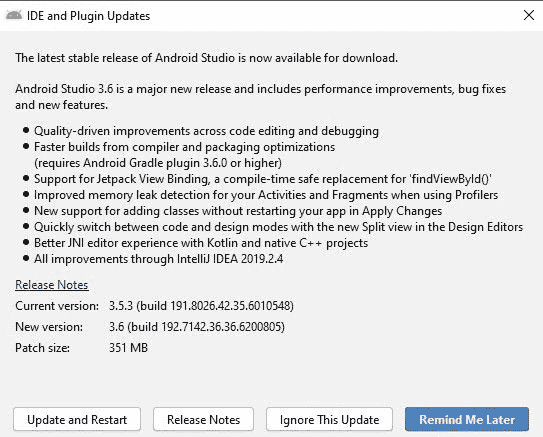 IDE and Plugin Updates
The latest stable release of Android Studio is now available for download.
Android Studio 3.6 is a major new release and includes performance improvements, bug fixes
and new features.
● Quality-driven improvements across code editing and debugging
● Faster builds from compiler and packaging optimizations
(requires Android Gradle plugin 3.6.0 or higher)
● Support for Jetpack View Binding, a compile-time safe replacement for 'findViewById()'
● Improved memory leak detection for your Activities and Fragments when using Profilers
● New support for adding classes without restarting your app in Apply Changes
● Quickly switch between code and design modes with the new Split view in the Design Editors
● Better JNI editor experience with Kotlin and native C++ projects
● All improvements through IntelliJ IDEA 2019.2.4
Release Notes
Current version: 3.5.3 (build 191.8026.42.35.6010548)
New version: 3.6 (build 192.7142.36.36.6200805)
Patch size: 351 MB
Update and Restart Release Notes Ignore This Update Remind Me Later